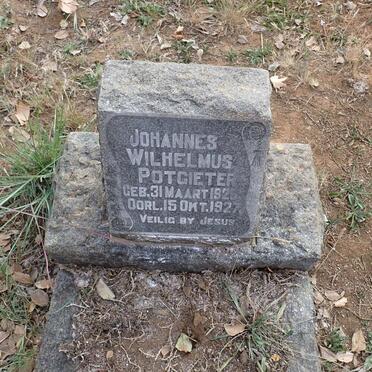 JOHANNES
WILHELMUS
POTGIETER
GEB. 31 MAART
OORL. 15 OKT. 1927
VEILIG BY JESUS